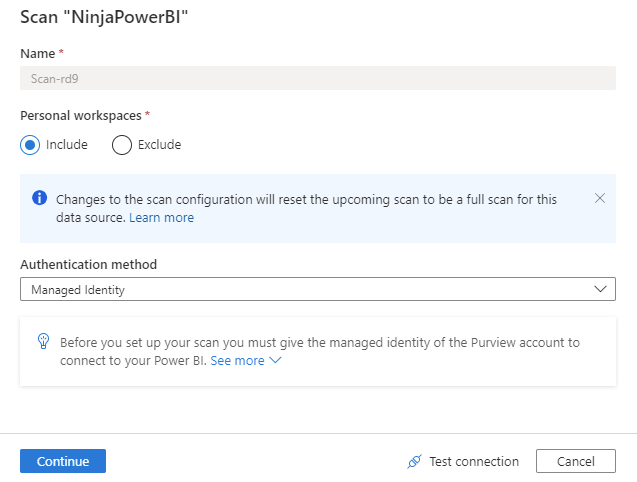 Scan "NinjaPowerBI"
Name *
Scan-rd9
Personal workspaces *
Include Exclude
Changes to the scan configuration will reset the upcoming scan to be a full scan for this
data source. Learn more
Authentication method
Managed Identity
Before you set up your scan you must give the managed identity of the Purview account to
connect to your Power BI. See more
Continue Test connection Cancel